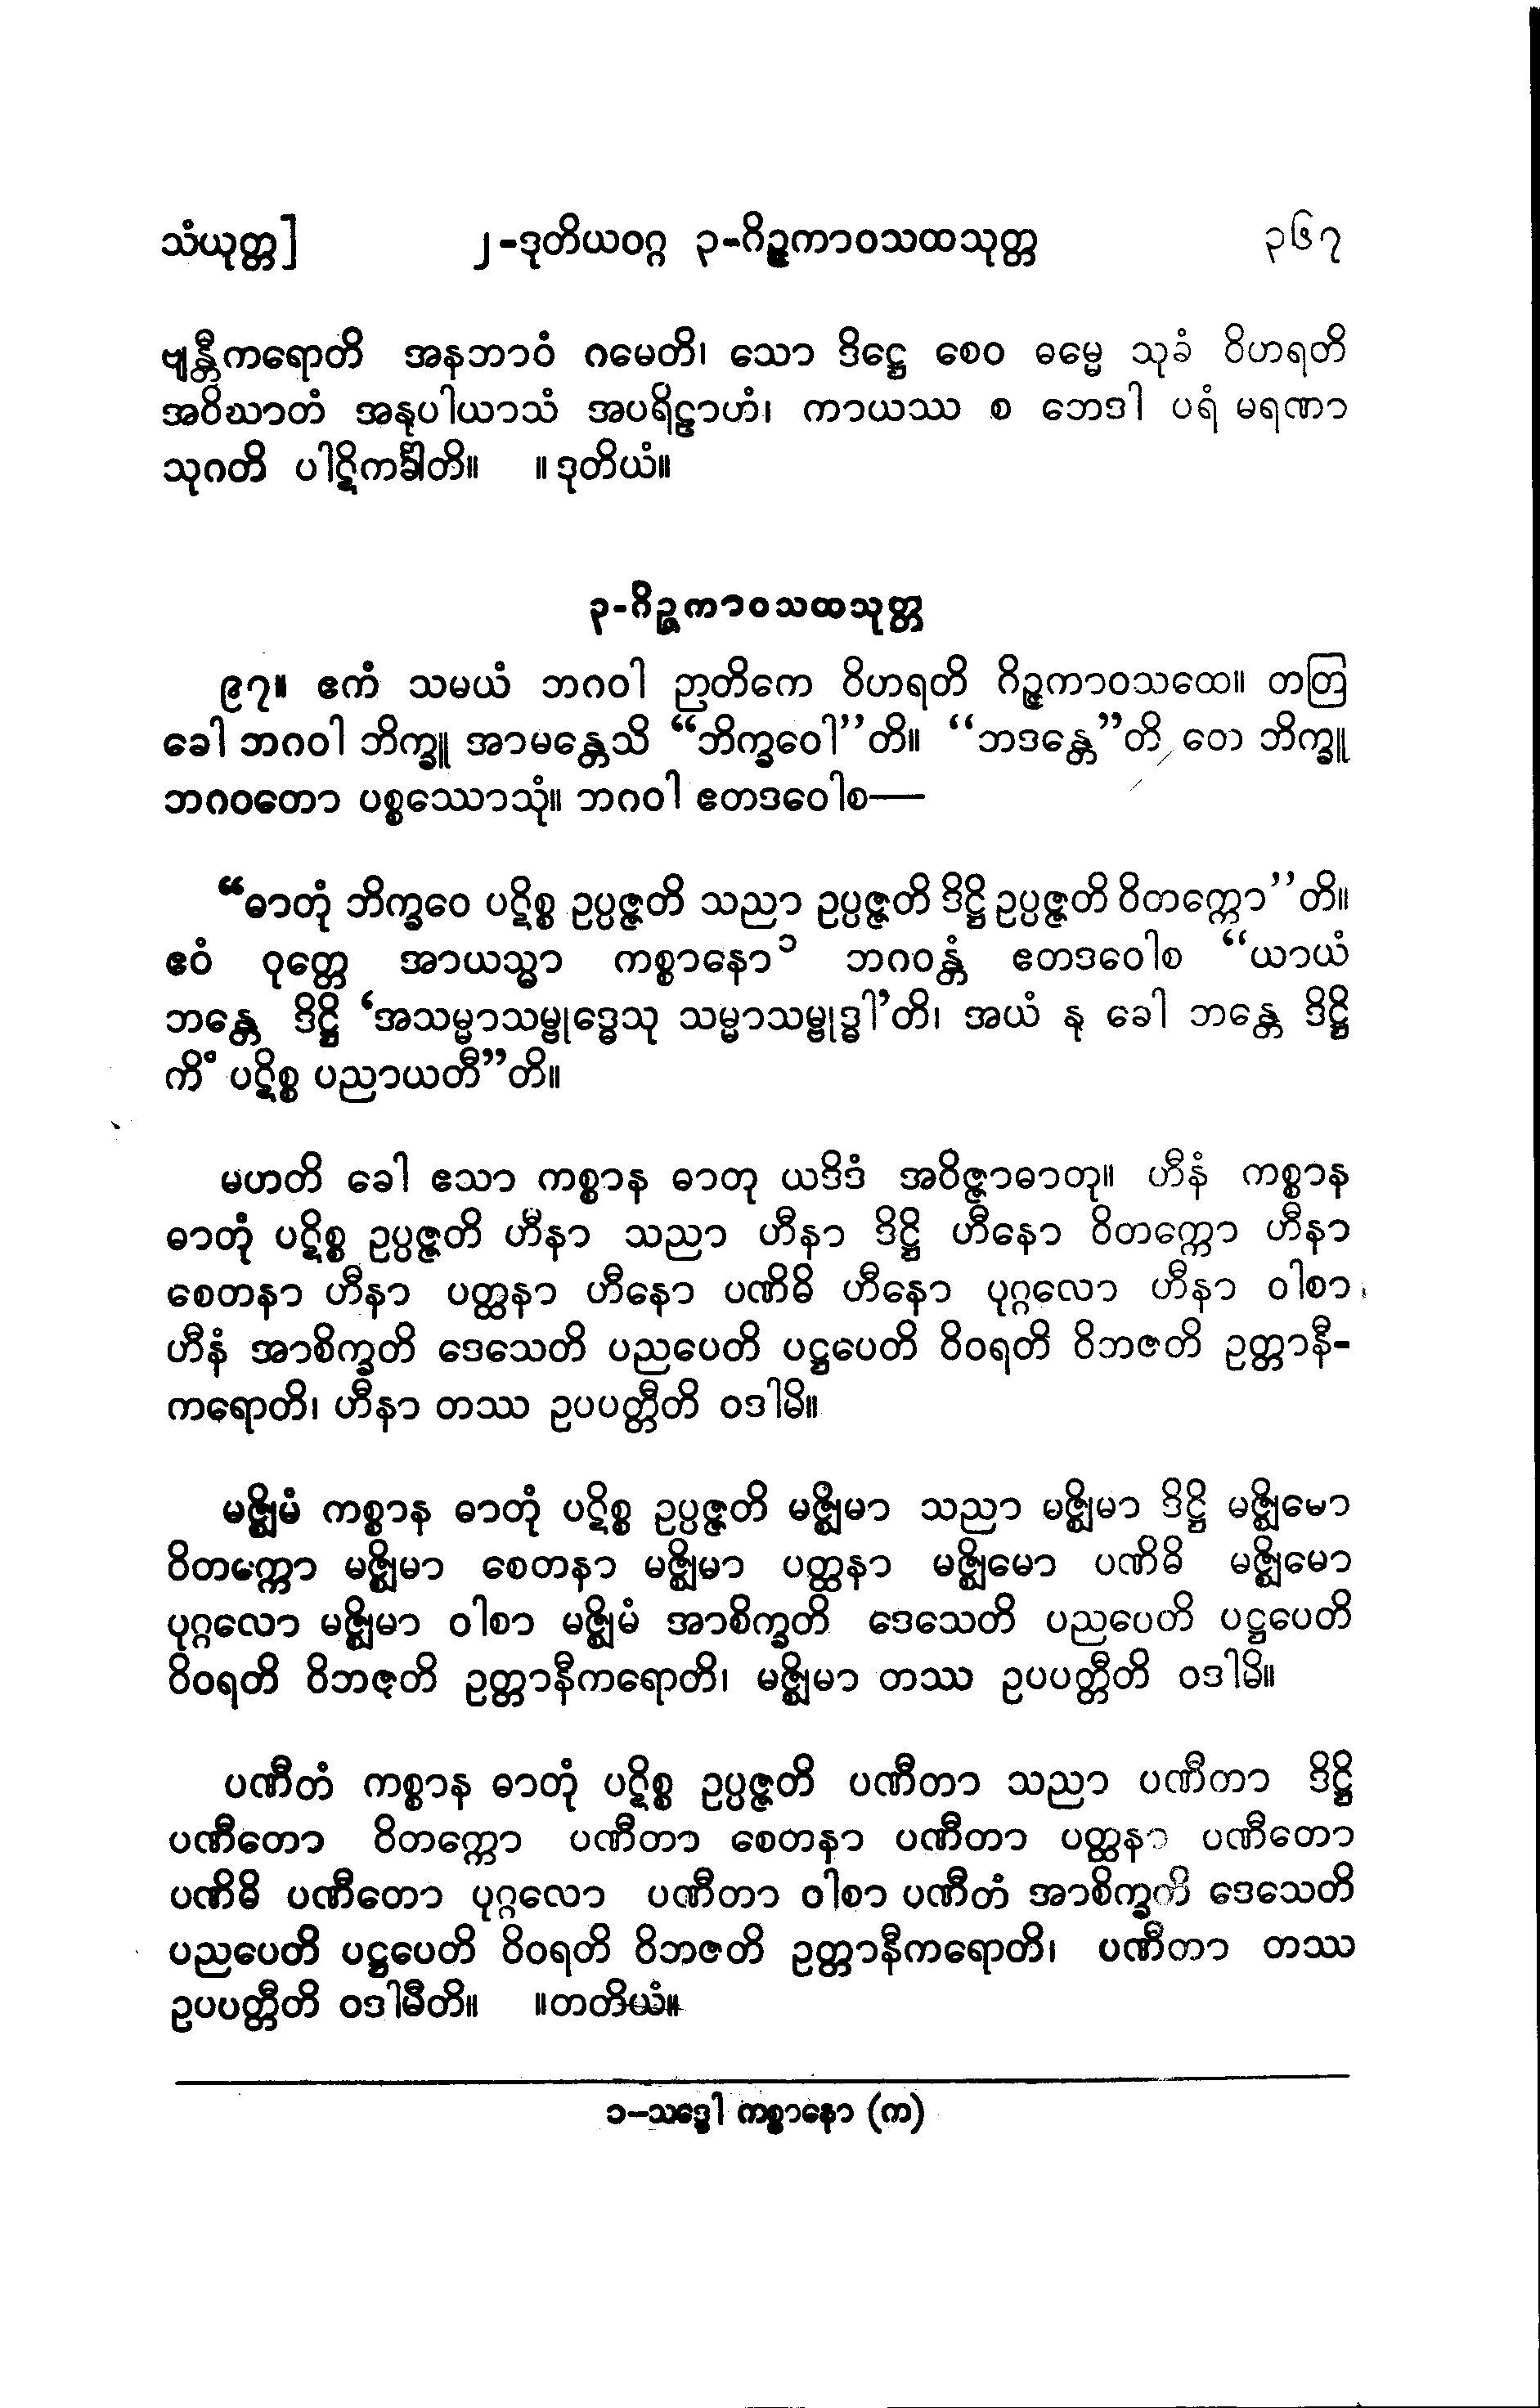 သံယုတ္တ] ၂-ဒုတိယဝဂ္ဂ ၃-ဂိဉ္ဇကာဝသထသုတ္တ ၃၆၇
ဗျန္တီကရောတိ အနဘာဝံ ဂမေတိ၊ သော ဒိဋ္ဌေ စေဝ ဓမ္မေ သုခံ ဝိဟရတိ
အဝိဃာတံ အနုပါယာသံ အပရိဠာဟံ၊ ကာယဿ စ ဘေဒါ ပရံ မရဏာ
သုဂတိ ပါဋိကင်္ခါတိ။ ။ဒုတိယံ။
၃-ဂိဉ္ဇကာဝသထသုတ္တ
၉၇။ ဧကံ သမယံ ဘဂဝါ ဉာတိကေ ဝိဟရတိ ဂိဉ္ဇကာဝသထေ။ တတြ
ခေါ ဘဂဝါ ဘိက္ခူ အာမန္တေသိ “ဘိက္ခဝေါ”တိ။ “ဘဒန္တေ”တိ တေ ဘိက္ခူ
ဘဂဝတော ပစ္စဿောသုံ။ ဘဂဝါ ဧတဒဝေါစ—
“ဓာတုံ ဘိက္ခဝေ ပဋိစ္စ ဥပ္ပဇ္ဇတိ သညာ ဥပ္ပဇ္ဇတိ ဒိဋ္ဌိ ဥပ္ပဇ္ဇတိ ဝိတက္ကော”တိ။
ဧဝံ ဝုတ္တေ အာယသ္မာ ကစ္စာနော၁ ဘဂဝန္တံ ဧတဒဝေါစ “ယာယံ
ဘန္တေ ဒိဋ္ဌိ ‘အသမ္မာသမ္ဗုဒ္ဓေသု သမ္မာသမ္ဗုဒ္ဓါ’တိ၊ အယံ နု ခေါ ဘန္တေ ဒိဋ္ဌိ
ကိံ ပဋိစ္စ ပညာယတီ”တိ။
မဟတိ ခေါ ဧသာ ကစ္စာန ဓာတု ယဒိဒံ အဝိဇ္ဇာဓာတု။ ဟီနံ ကစ္စာန
ဓာတုံ ပဋိစ္စ ဥပ္ပဇ္ဇတိ ဟီနာ သညာ ဟီနာ ဒိဋ္ဌိ ဟီနော ဝိတက္ကော ဟီနာ
စေတနာ ဟီနာ ပတ္ထနာ ဟီနော ပဏိဓိ ဟီနော ပုဂ္ဂလော ဟီနာ ဝါစာ
ဟီနံ အာစိက္ခတိ ဒေသေတိ ပညပေတိ ပဋ္ဌပေတိ ဝိဝရတိ ဝိဘဇတိ ဥတ္တာနီ-
ကရောတိ၊ ဟီနာ တဿ ဥပပတ္တီတိ ဝဒါမိ။
မဇ္ဈိမံ ကစ္စာန ဓာတုံ ပဋိစ္စ ဥပ္ပဇ္ဇတိ မဇ္ဈိမာ သညာ မဇ္ဈိမာ ဒိဋ္ဌိ မဇ္ဈိမော
ဝိတက္ကော မဇ္ဈိမာ စေတနာ မဇ္ဈိမာ ပတ္ထနာ မဇ္ဈိမော ပဏိဓိ မဇ္ဈိမော
ပုဂ္ဂလော မဇ္ဈိမာ ဝါစာ မဇ္ဈိမံ အာစိက္ခတိ ဒေသေတိ ပညပေတိ ပဋ္ဌပေတိ
ဝိဝရတိ ဝိဘဇတိ ဥတ္တာနီကရောတိ၊ မဇ္ဈိမာ တဿ ဥပပတ္တီတိ ဝဒါမိ။
ပဏီတံ ကစ္စာန ဓာတုံ ပဋိစ္စ ဥပ္ပဇ္ဇတိ ပဏီတာ သညာ ပဏီတာ ဒိဋ္ဌိ
ပဏီတော ဝိတက္ကော ပဏီတာ စေတနာ ပဏီတာ ပတ္ထနာ ပဏီတော
ပဏိဓိ ပဏီတော ပုဂ္ဂလော ပဏီတာ ဝါစာ ပဏီတံ အာစိက္ခတိ ဒေသေတိ
ပညပေတိ ပဋ္ဌပေတိ ဝိဝရတိ ဝိဘဇတိ ဥတ္တာနီကရောတိ၊ ပဏီတာ တဿ
ဥပပတ္တီတိ ဝဒါမီတိ။ ။တတိယံ။
၁–သဒ္ဓေါ ကစ္စာနော (က)